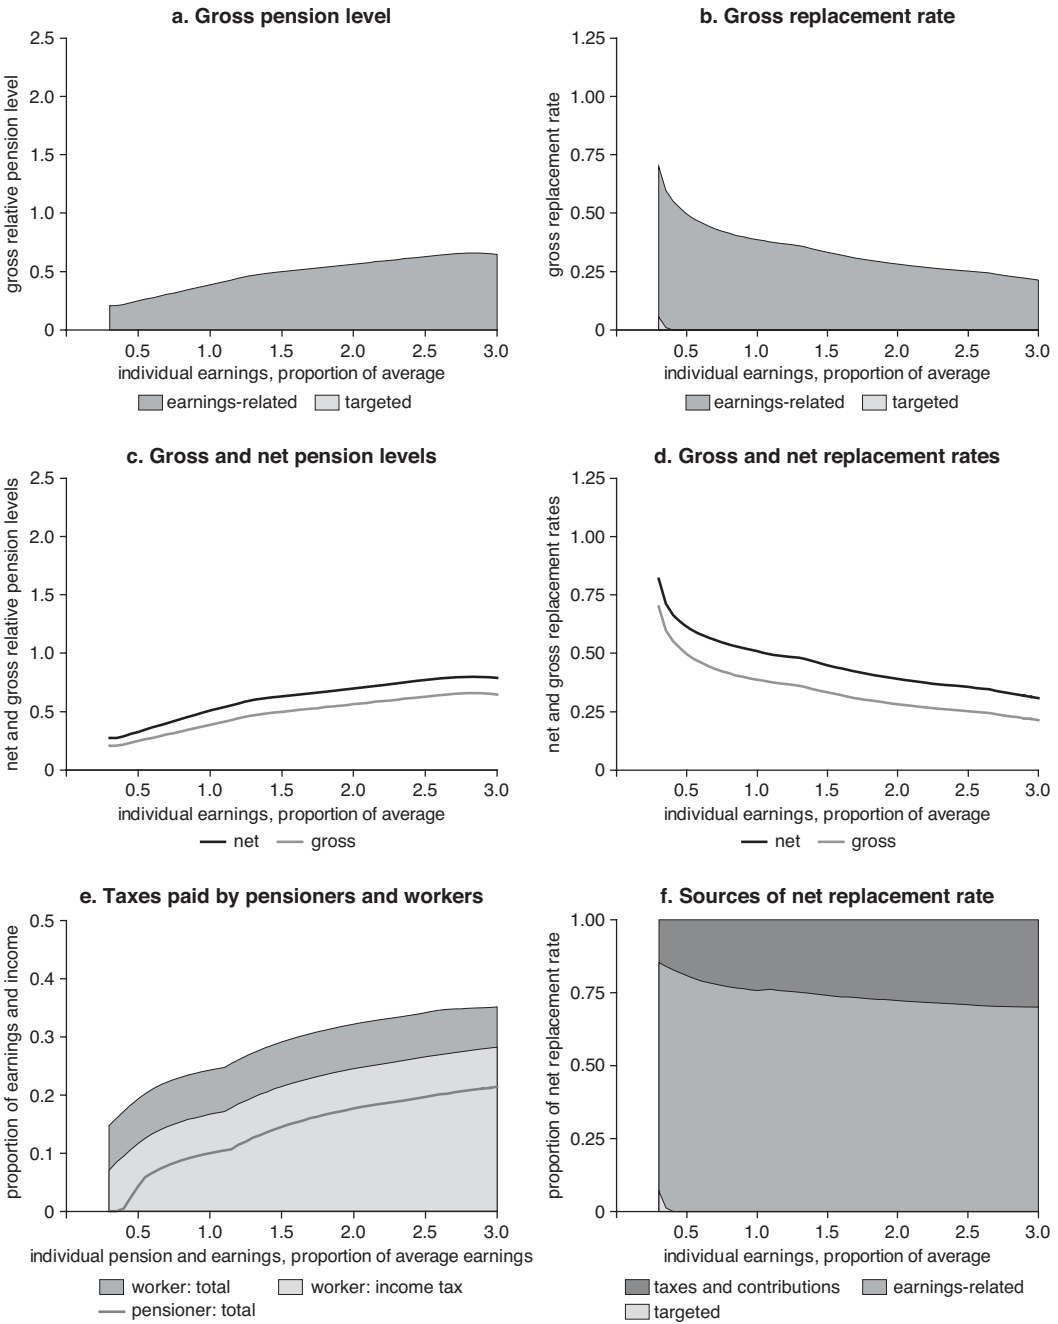 a. Gross pension level
gross relative pension level
2.5
2.0
1.5
1.0
0.5
0
0.5 1.0 1.5 2.0 2.5 3.0
individual earnings, proportion of average
earnings-related targeted
b. Gross replacement rate
gross replacement rate
1.25
1.00
0.75
0.50
0.25
0
0.5 1.0 1.5 2.0 2.5 3.0
individual earnings, proportion of average
earnings-related targeted
c. Gross and net pension levels
net and gross relative pension levels
2.5
2.0
1.5
1.0
0.5
0
0.5 1.0 1.5 2.0 2.5 3.0
individual earnings, proportion of average
net gross
d. Gross and net replacement rates
net and gross replacement rates
1.25
1.00
0.75
0.50
0.25
0
0.5 1.0 1.5 2.0 2.5 3.0
individual earnings, proportion of average
net gross
e. Taxes paid by pensioners and workers
proportion of earnings and income
0.5
0.4
0.3
0.2
0.1
0
0.5 1.0 1.5 2.0 2.5 3.0
individual pension and earnings, proportion of average earnings
worker: total worker: income tax
pensioner: total
f. Sources of net replacement rate
proportion of net replacement rate
1.00
0.75
0.50
0.25
0
0.5 1.0 1.5 2.0 2.5 3.0
individual earnings, proportion of average
taxes and contributions earnings-related
targeted